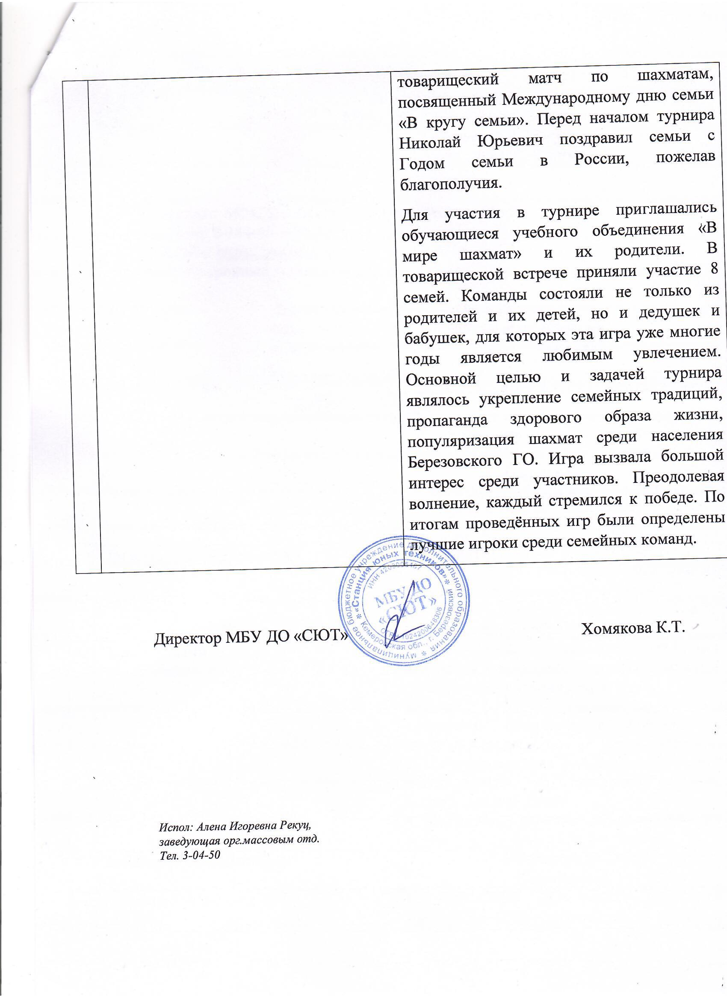 товарищеский матч по шахматам,
посвященный Международному дню семьи
«В кругу семьи». Перед началом турнира
Николай Юрьевич поздравил семьи с
Годом семьи в России, пожелав
благополучия.
Для участия в турнире приглашались
обучающиеся учебного объединения «В
мире шахмат» и их родители. В
товарищеской встрече приняли участие 8
семей. Команды состояли не только из
родителей и их детей, но и дедушек и
бабушек, для которых эта игра уже многие
годы является любимым увлечением.
Основной целью и задачей турнира
являлось укрепление семейных традиций,
пропаганда здорового образа жизни,
популяризация шахмат среди населения
Березовского ГО. Игра вызвала большой
интерес среди участников. Преодолевая
волнение, каждый стремился к победе. По
итогам проведённых игр были определены
лучшие игроки среди семейных команд.
муниципальное бюджетное учреждение дополнительного образования *
* «Станция юных техников» *
Кемеровская обл., г. Березовский
ИНН 4203005467
МБУ ДО
«СЮТ»
ОГРН 1024200648306
Директор МБУ ДО «СЮТ» Хомякова К.Т.
Испол: Алена Игоревна Рекуц,
заведующая орг.массовым отд.
Тел. 3-04-50